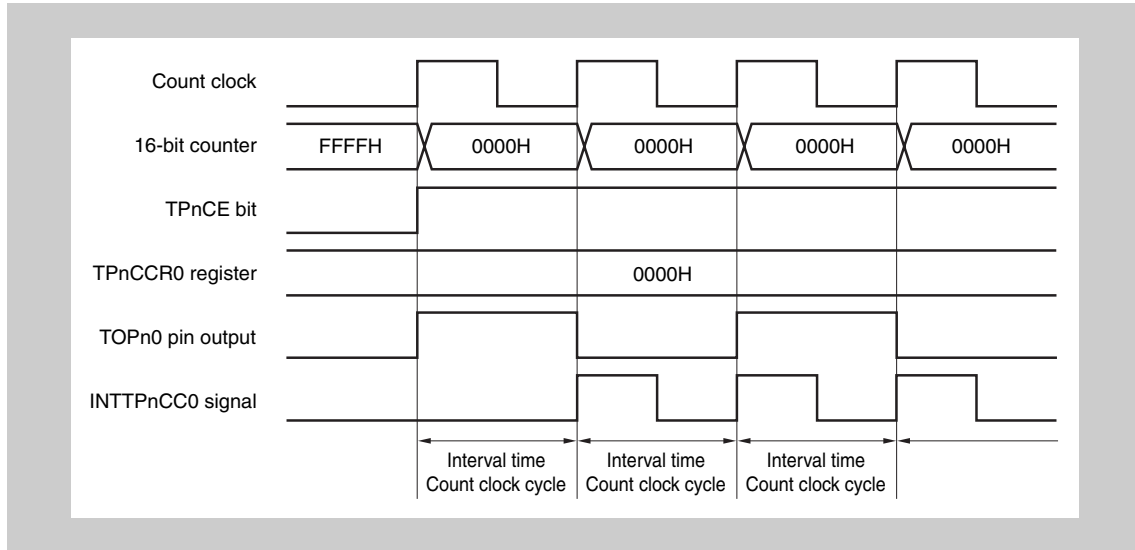 Count clock
16-bit counter
FFFFH
0000H
0000H
0000H
0000H
TPnCE bit
TPnCCR0 register
0000H
TOPn0 pin output
INTTPnCC0 signal
Interval time
Count clock cycle
Interval time
Count clock cycle
Interval time
Count clock cycle